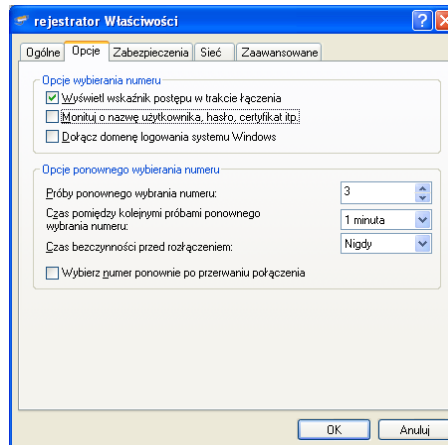 rejestrator Właściwości
Ogólne Opcje Zabezpieczenia Sieć Zaawansowane
Opcje wybierania numeru
Wyświetl wskaźnik postępu w trakcie łączenia
Monituj o nazwę użytkownika, hasło, certyfikat itp.
Dołącz domenę logowania systemu Windows
Opcje ponownego wybierania numeru
Próby ponownego wybrania numeru: 3
Czas pomiędzy kolejnymi próbami ponownego
wybrania numeru: 1 minuta
Czas bezczynności przed rozłączeniem: Nigdy
Wybierz numer ponownie po przerwaniu połączenia
OK Anuluj